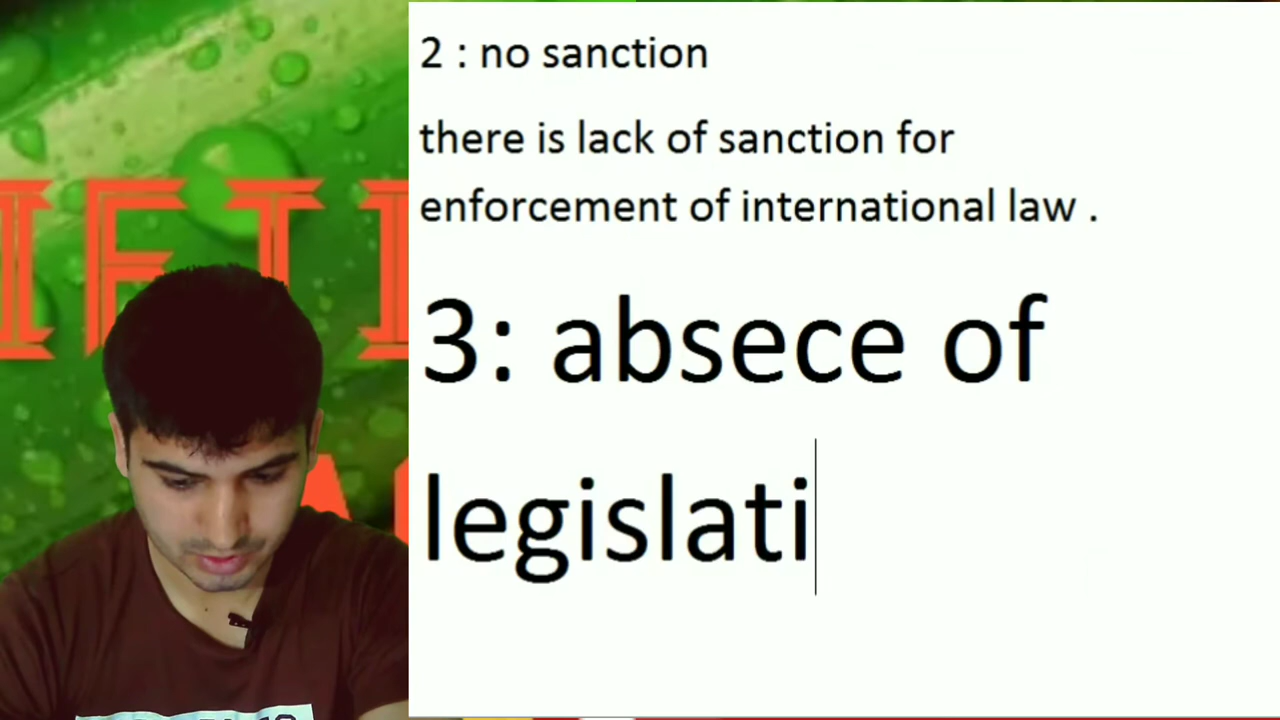 2 : no sanction
there is lack of sanction for
enforcement of international law .
3: absece of
legislati